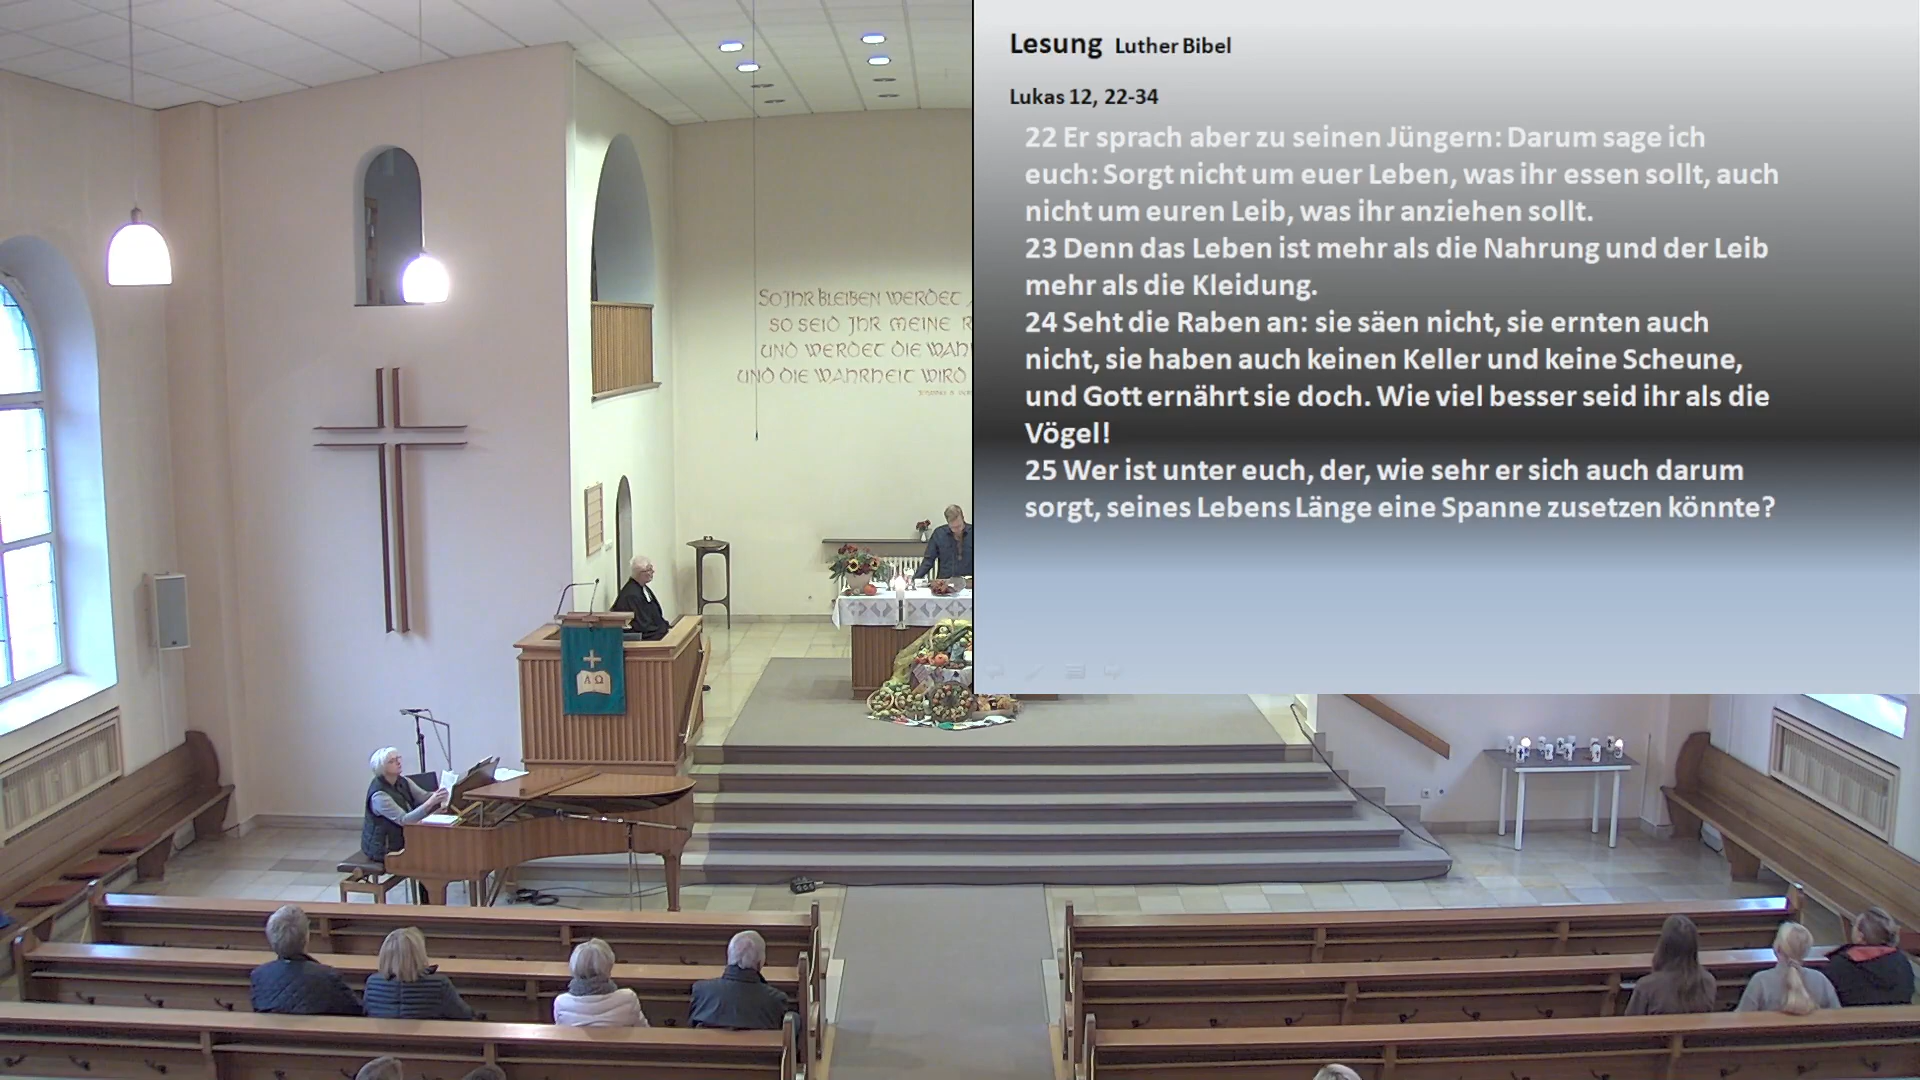 Lesung Luther Bibel
Lukas 12, 22-34
22 Er sprach aber zu seinen Jüngern: Darum sage ich
euch: Sorgt nicht um euer Leben, was ihr essen sollt, auch
nicht um euren Leib, was ihr anziehen sollt.
23 Denn das Leben ist mehr als die Nahrung und der Leib
mehr als die Kleidung.
24 Seht die Raben an: sie säen nicht, sie ernten auch
nicht, sie haben auch keinen Keller und keine Scheune,
und Gott ernährt sie doch. Wie viel besser seid ihr als die
Vögel!
25 Wer ist unter euch, der, wie sehr er sich auch darum
sorgt, seines Lebens Länge eine Spanne zusetzen könnte?
SO IHR BLEIBEN WERDET
SO SEID IHR MEINE
UND WERDET DIE WAH
UND DIE WAHRHEIT WIRD
Α Ω